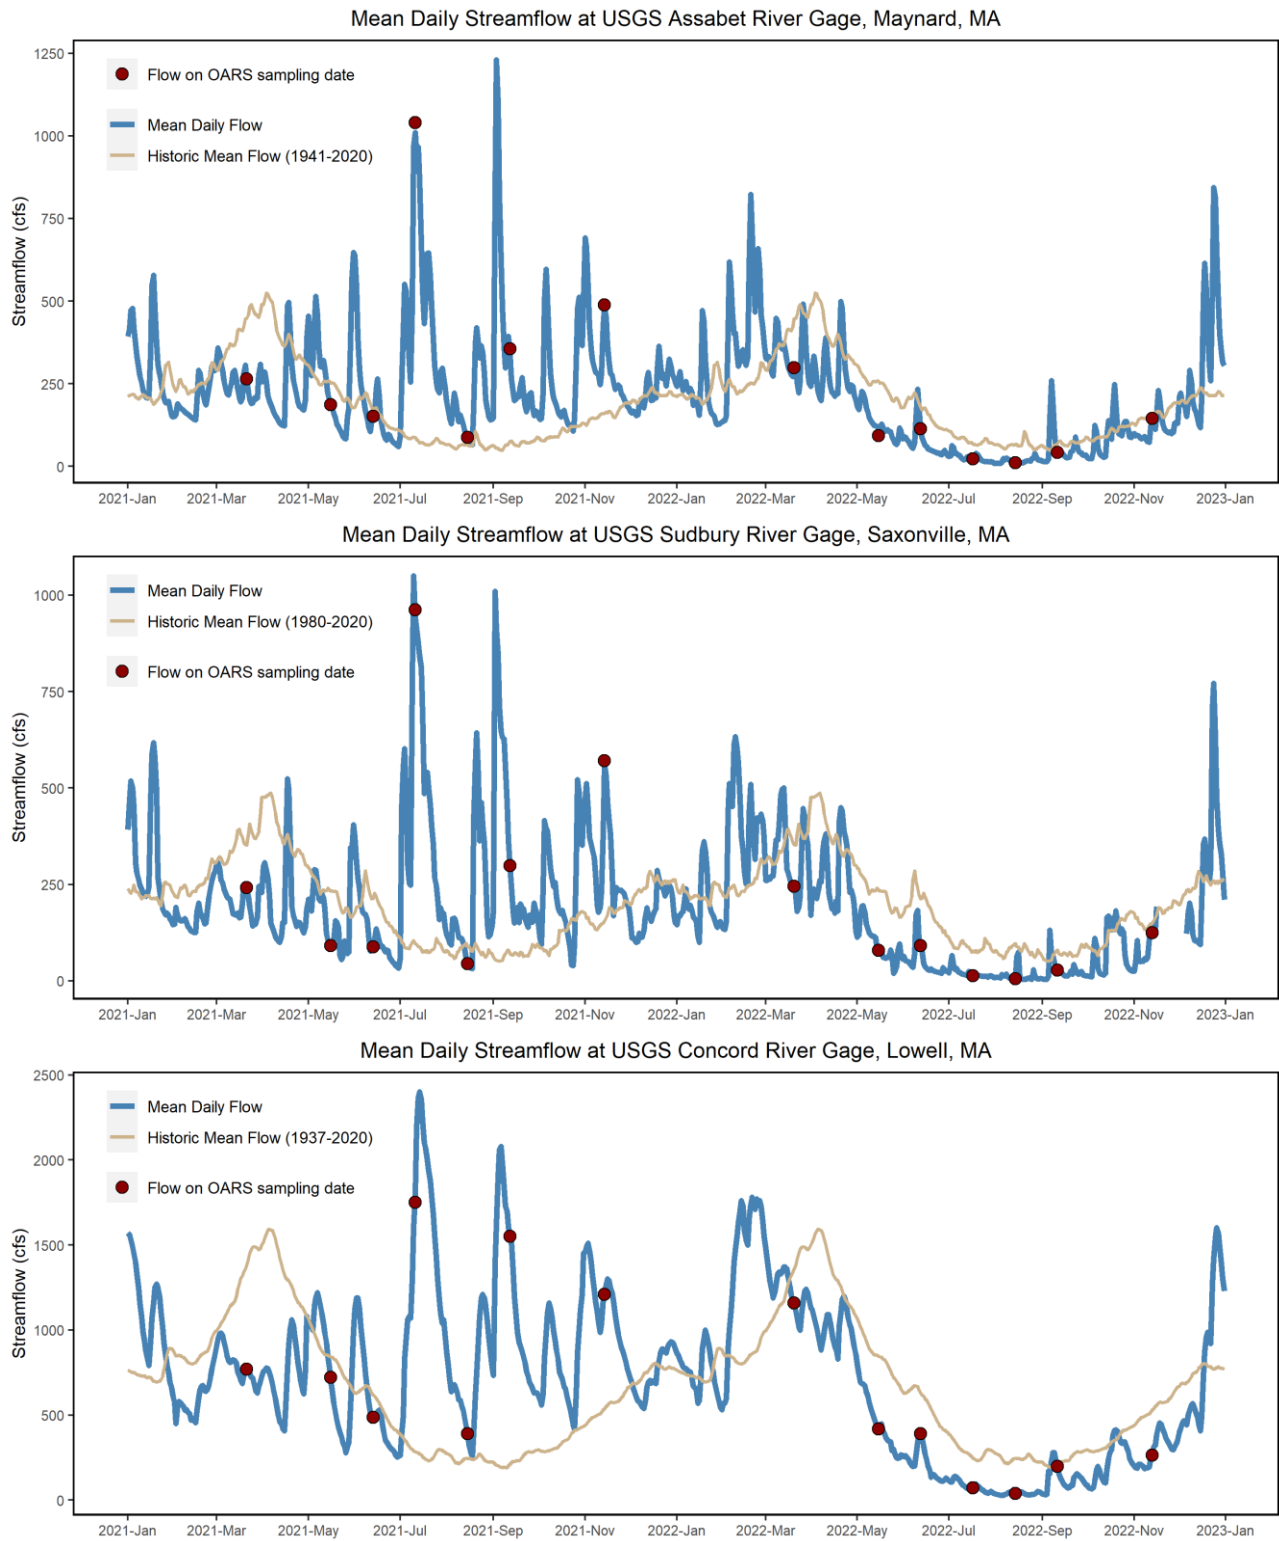 Mean Daily Streamflow at USGS Assabet River Gage, Maynard, MA
Streamflow (cfs)
1250
1000
750
500
250
0
Flow on OARS sampling date
Mean Daily Flow
Historic Mean Flow (1941-2020)
2021-Jan 2021-Mar 2021-May 2021-Jul 2021-Sep 2021-Nov 2022-Jan 2022-Mar 2022-May 2022-Jul 2022-Sep 2022-Nov 2023-Jan
Mean Daily Streamflow at USGS Sudbury River Gage, Saxonville, MA
Streamflow (cfs)
1000
750
500
250
0
Mean Daily Flow
Historic Mean Flow (1980-2020)
Flow on OARS sampling date
2021-Jan 2021-Mar 2021-May 2021-Jul 2021-Sep 2021-Nov 2022-Jan 2022-Mar 2022-May 2022-Jul 2022-Sep 2022-Nov 2023-Jan
Mean Daily Streamflow at USGS Concord River Gage, Lowell, MA
Streamflow (cfs)
2500
2000
1500
1000
500
0
Mean Daily Flow
Historic Mean Flow (1937-2020)
Flow on OARS sampling date
2021-Jan 2021-Mar 2021-May 2021-Jul 2021-Sep 2021-Nov 2022-Jan 2022-Mar 2022-May 2022-Jul 2022-Sep 2022-Nov 2023-Jan